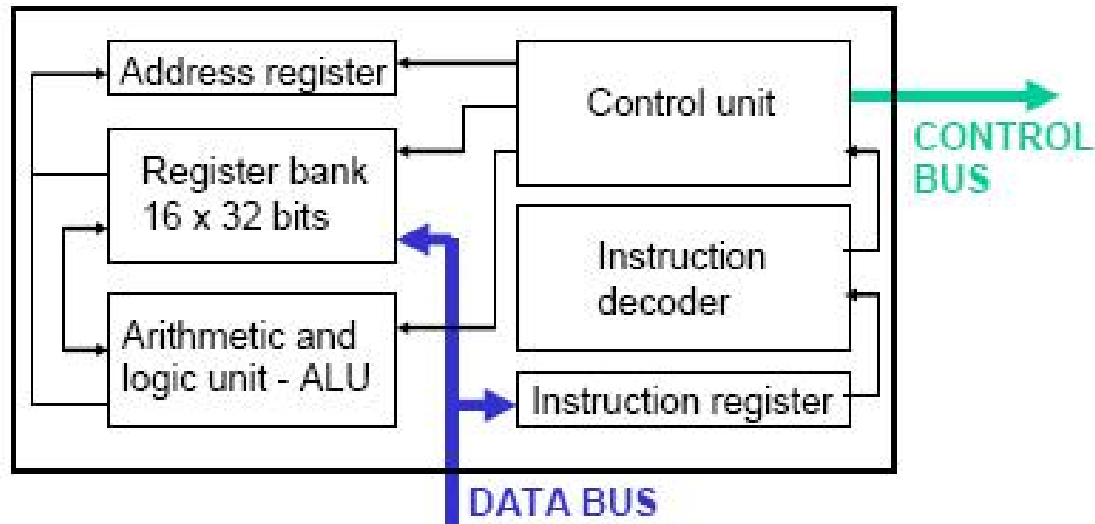 Address register
Register bank
16 x 32 bits
Arithmetic and
logic unit - ALU
Control unit
Instruction
decoder
Instruction register
CONTROL
BUS
DATA BUS